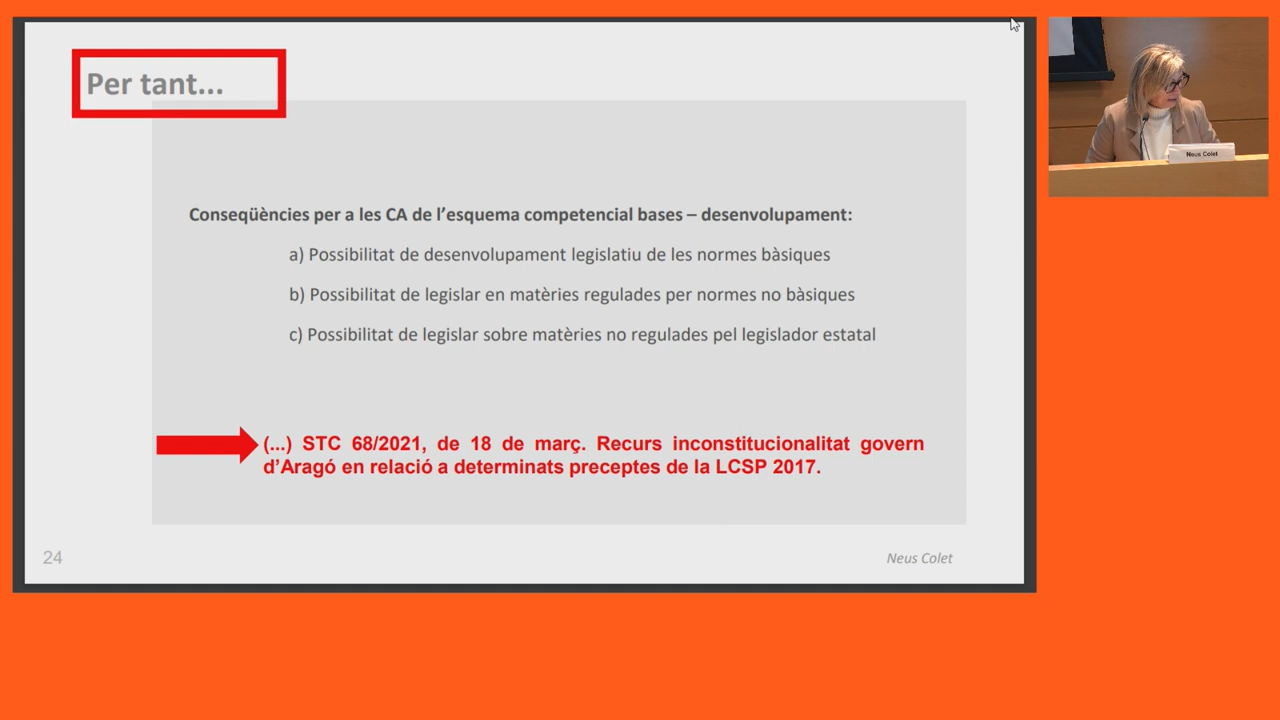 Per tant...
Conseqüències per a les CA de l’esquema competencial bases – desenvolupament:
a) Possibilitat de desenvolupament legislatiu de les normes bàsiques
b) Possibilitat de legislar en matèries regulades per normes no bàsiques
c) Possibilitat de legislar sobre matèries no regulades pel legislador estatal
(...) STC 68/2021, de 18 de març. Recurs inconstitucionalitat govern
d’Aragó en relació a determinats preceptes de la LCSP 2017.
24
Neus Colet
Neus Colet